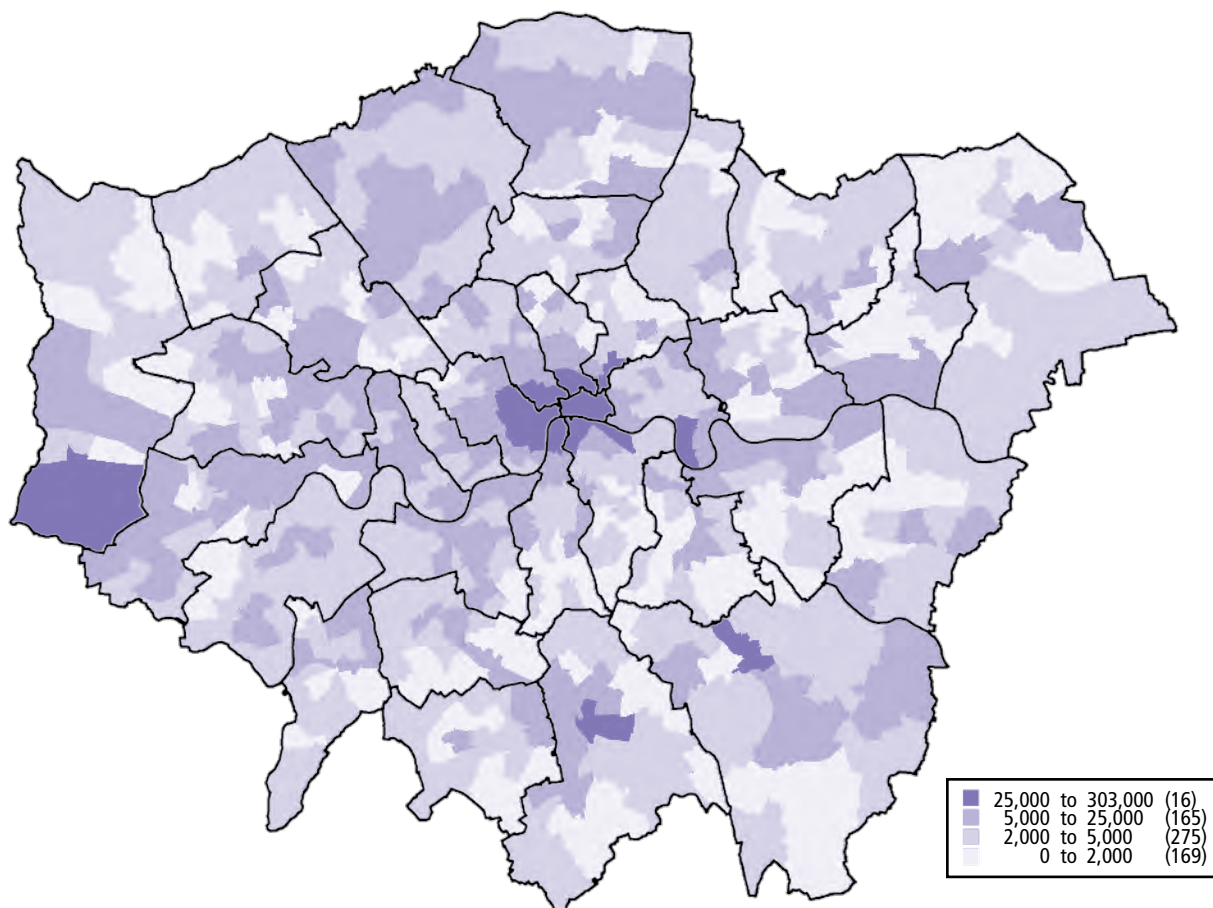 25,000 to 303,000 (16)
5,000 to 25,000 (165)
2,000 to 5,000 (275)
0 to 2,000 (169)